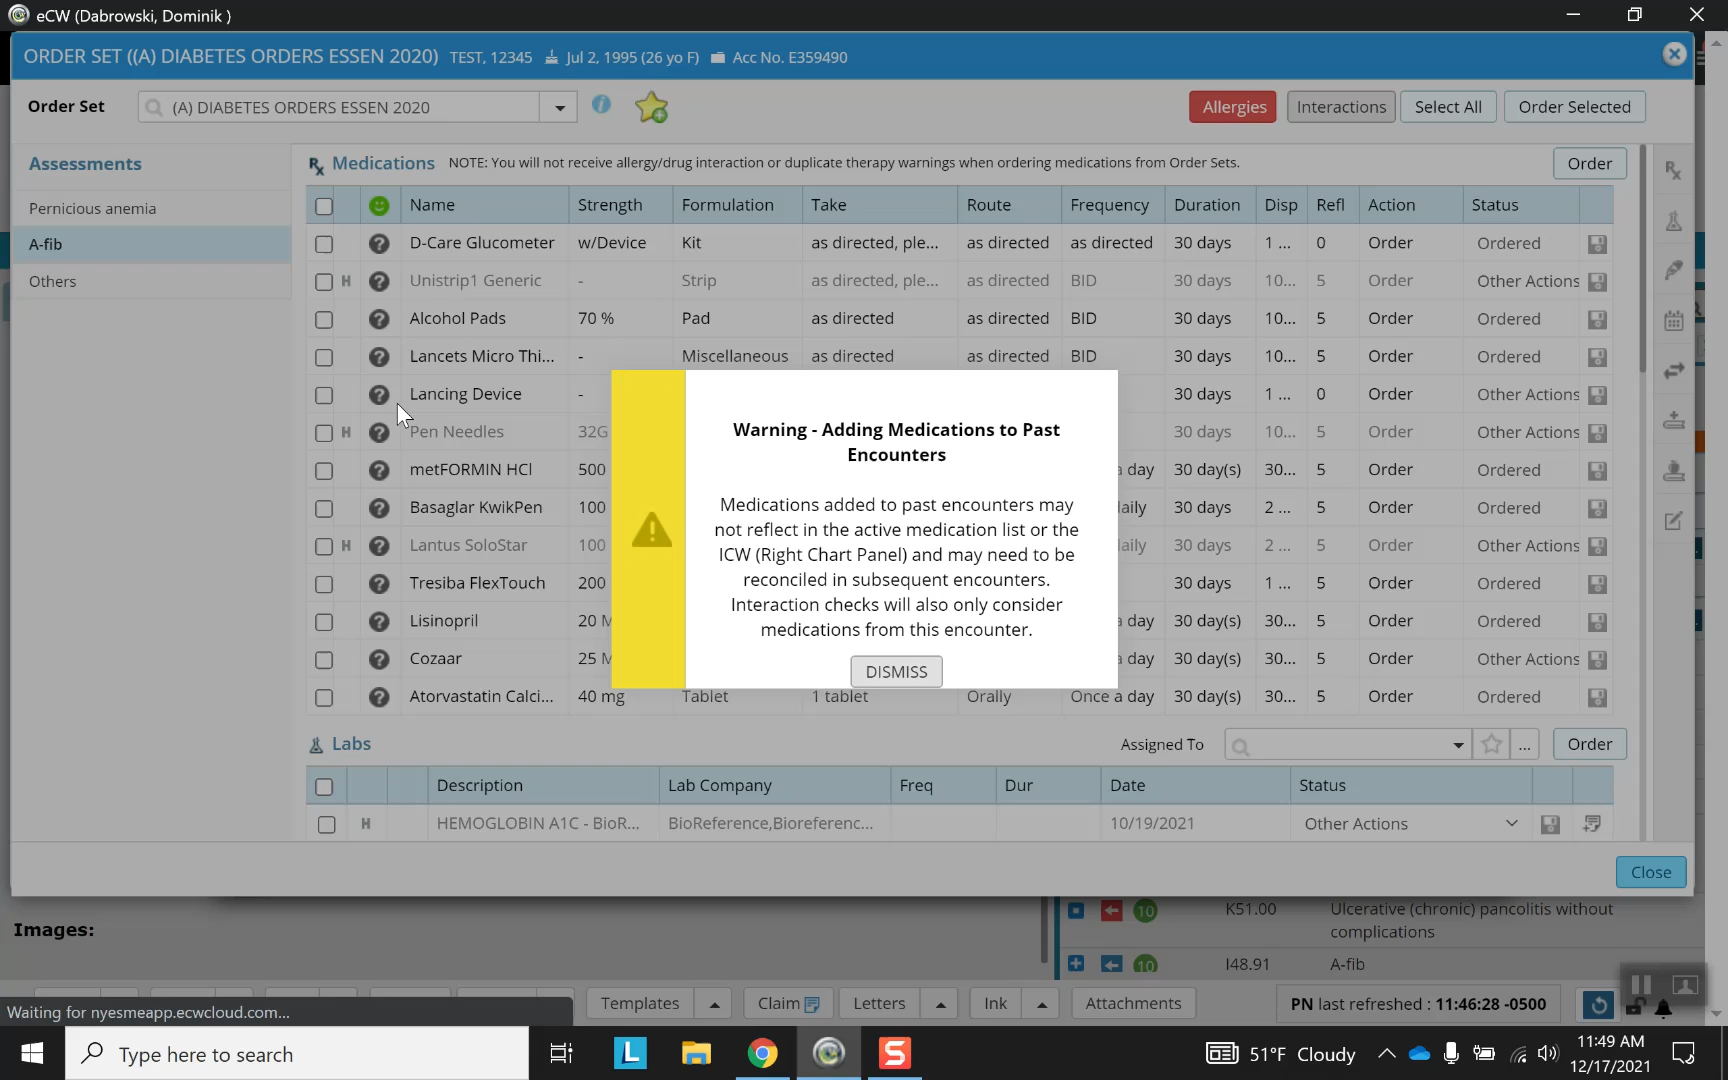 eCW (Dabrowski, Dominik )
ORDER SET ((A) DIABETES ORDERS ESSEN 2020) TEST, 12345 Jul 2, 1995 (26 yo F) Acc No. E359490
Order Set (A) DIABETES ORDERS ESSEN 2020 Allergies Interactions Select All Order Selected
Assessments
Pernicious anemia
A-fib
Others
Rx Medications NOTE: You will not receive allergy/drug interaction or duplicate therapy warnings when ordering medications from Order Sets. Order
Name Strength Formulation Take Route Frequency Duration Disp Refl Action Status
D-Care Glucometer w/Device Kit as directed, ple... as directed as directed 30 days 1 ... 0 Order Ordered
H Unistrip1 Generic - Strip as directed, ple... as directed BID 30 days 10... 5 Order Other Actions
Alcohol Pads 70 % Pad as directed as directed BID 30 days 10... 5 Order Ordered
Lancets Micro Thi... - Miscellaneous as directed as directed BID 30 days 10... 5 Order Ordered
Lancing Device - 30 days 1 ... 0 Order Other Actions
H Pen Needles 32G 30 days 10... 5 Order Other Actions
metFORMIN HCl 500 a day 30 day(s) 30... 5 Order Ordered
Basaglar KwikPen 100 daily 30 days 2 ... 5 Order Ordered
H Lantus SoloStar 100 daily 30 days 2 ... 5 Order Other Actions
Tresiba FlexTouch 200 30 days 1 ... 5 Order Ordered
Lisinopril 20 M day 30 day(s) 30... 5 Order Ordered
Cozaar 25 M a day 30 day(s) 30... 5 Order Other Actions
Atorvastatin Calci... 40 mg Tablet 1 tablet Orally Once a day 30 day(s) 30... 5 Order Ordered
Warning - Adding Medications to Past
Encounters
Medications added to past encounters may
not reflect in the active medication list or the
ICW (Right Chart Panel) and may need to be
reconciled in subsequent encounters.
Interaction checks will also only consider
medications from this encounter.
DISMISS
Labs Assigned To ... Order
Description Lab Company Freq Dur Date Status
H HEMOGLOBIN A1C - BioR... BioReference,Bioreferenc... 10/19/2021 Other Actions
Close
Images:
10 K51.00 Ulcerative (chronic) pancolitis without
complications
10 I48.91 A-fib
Templates Claim Letters Ink Attachments PN last refreshed : 11:46:28 -0500
Waiting for nyesmeapp.ecwcloud.com...
Type here to search L S 51°F Cloudy 11:49 AM
12/17/2021